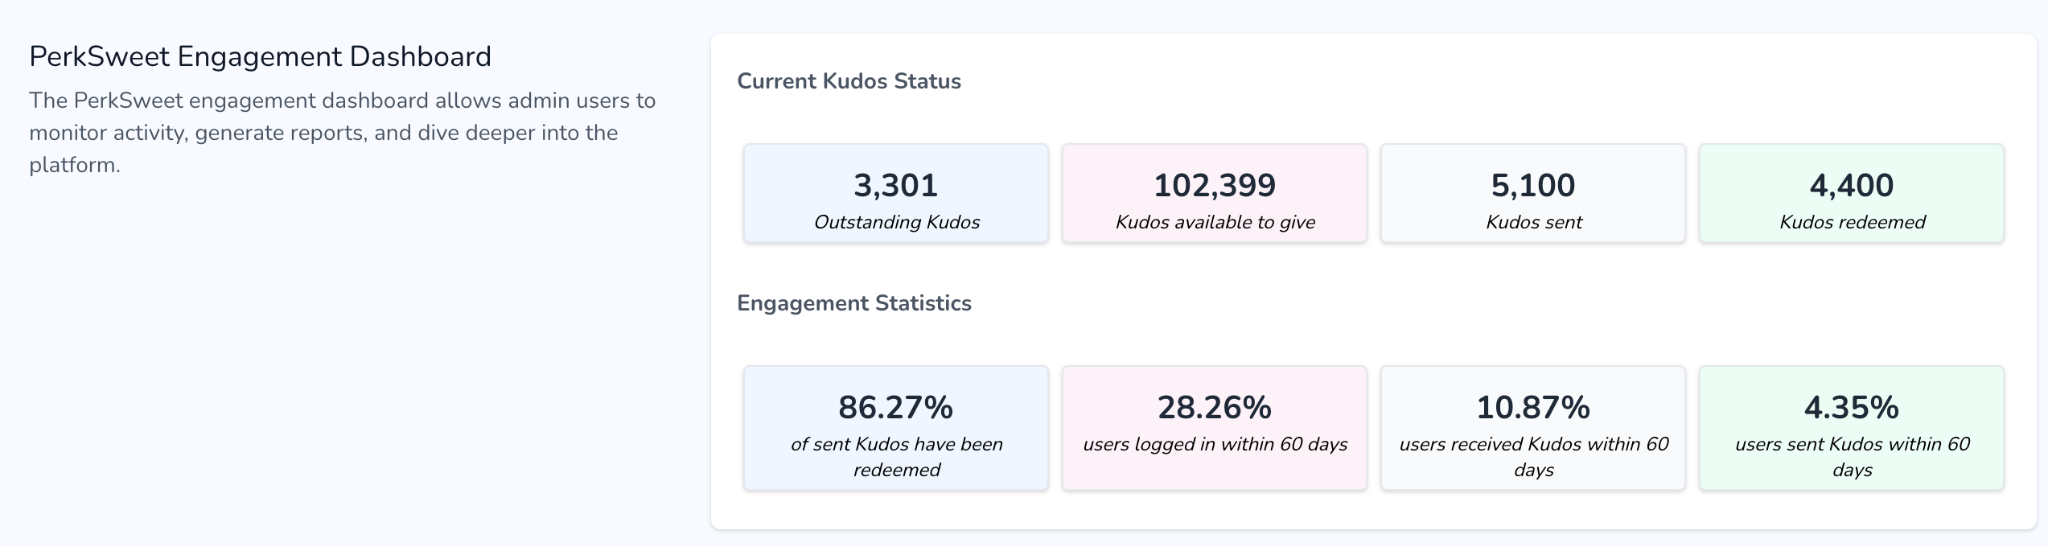 PerkSweet Engagement Dashboard
The PerkSweet engagement dashboard allows admin users to
monitor activity, generate reports, and dive deeper into the
platform.
Current Kudos Status
3,301
Outstanding Kudos
102,399
Kudos available to give
5,100
Kudos sent
4,400
Kudos redeemed
Engagement Statistics
86.27%
of sent Kudos have been
redeemed
28.26%
users logged in within 60 days
10.87%
users received Kudos within 60
days
4.35%
users sent Kudos within 60
days